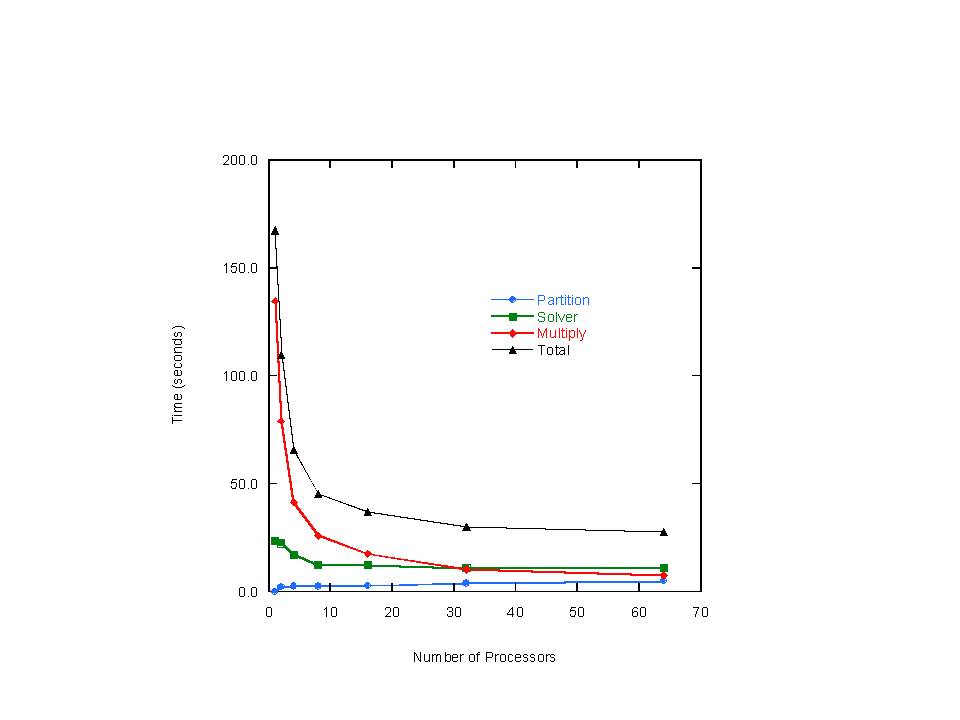 200.0
150.0
100.0
50.0
0.0
Time (seconds)
Partition
Solver
Multiply
Total
0 10 20 30 40 50 60 70
Number of Processors